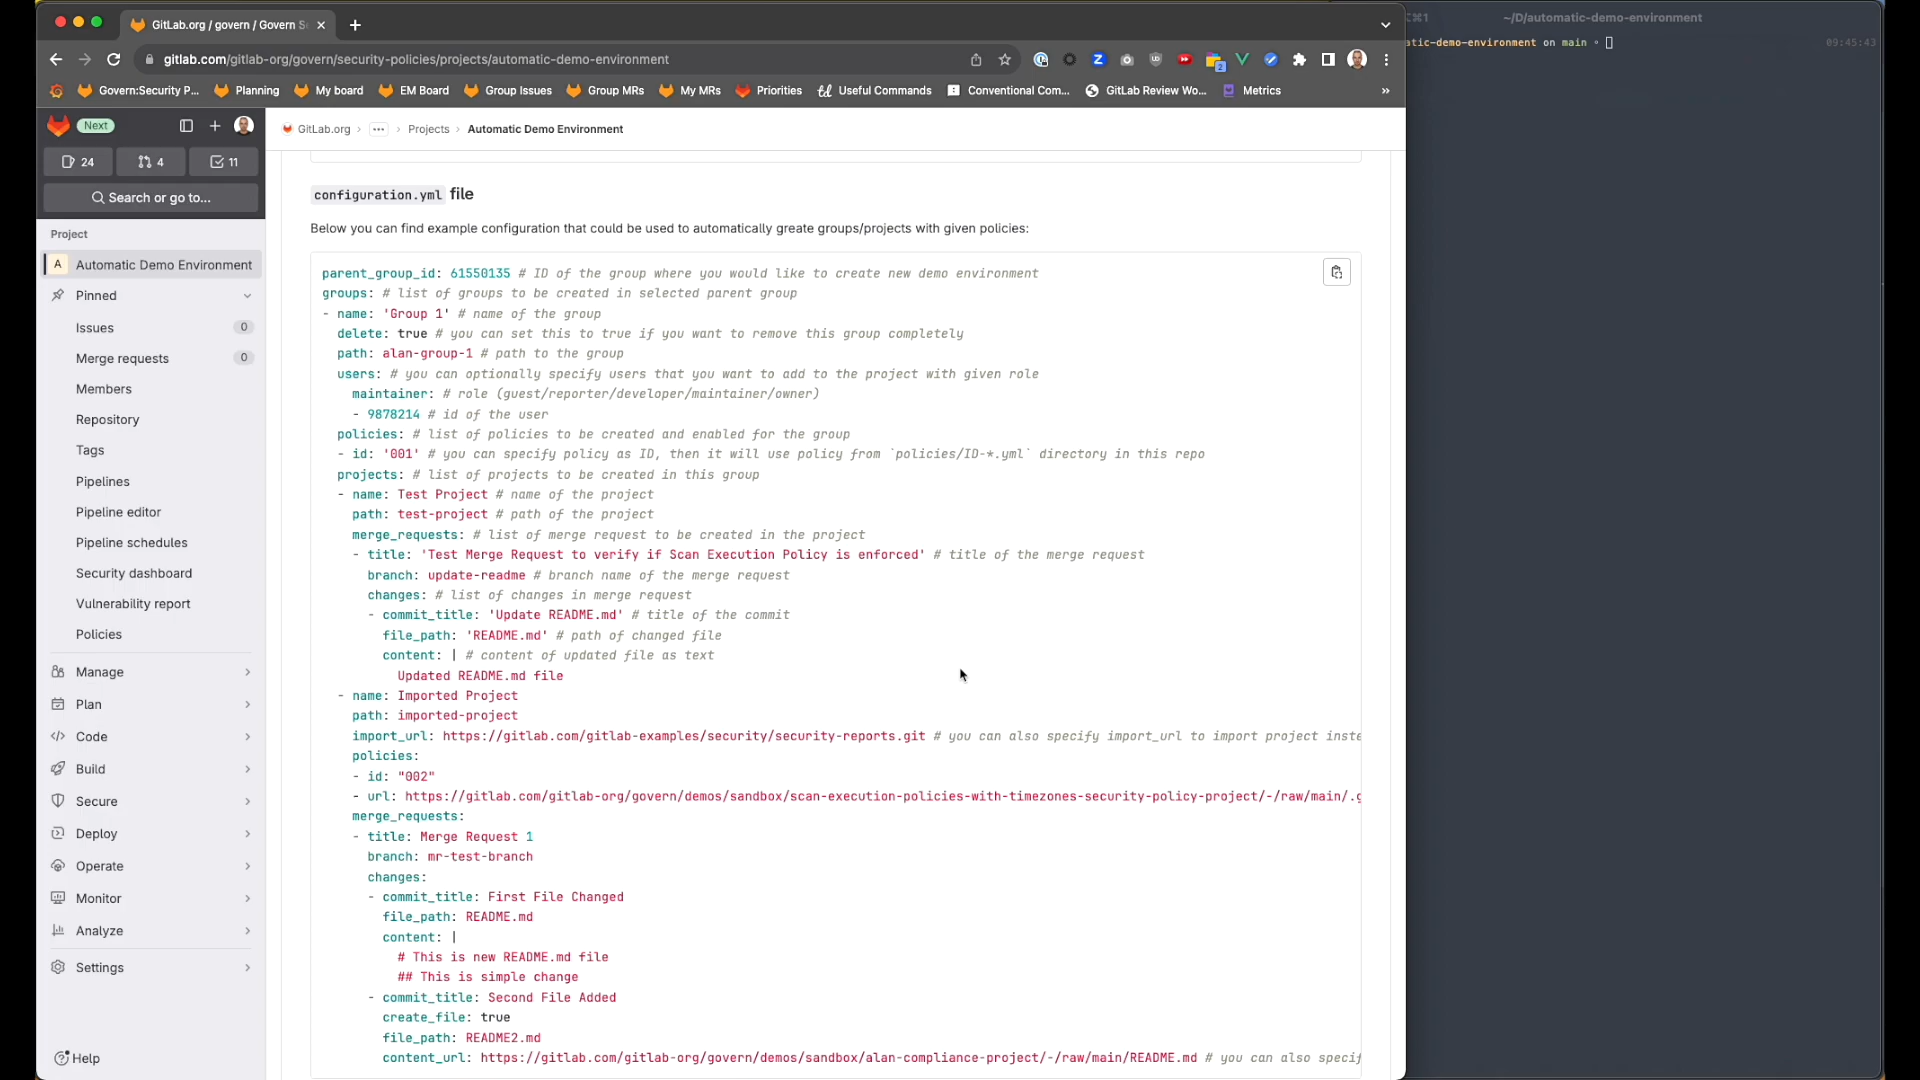 GitLab.org / govern / Govern S
⌥⌘1
~/D/automatic-demo-environment
gitlab.com/gitlab-org/govern/security-policies/projects/automatic-demo-environment
atic-demo-environment on main
09:45:43
Govern:Security P...
Planning
My board
EM Board
Group Issues
Group MRs
My MRs
Priorities
Useful Commands
Conventional Com...
GitLab Review Wo...
Metrics
»
Next
24
4
11
Search or go to...
GitLab.org
Projects
Automatic Demo Environment
Project
A Automatic Demo Environment
Pinned
Issues 0
Merge requests 0
Members
Repository
Tags
Pipelines
Pipeline editor
Pipeline schedules
Security dashboard
Vulnerability report
Policies
Manage
Plan
Code
Build
Secure
Deploy
Operate
Monitor
Analyze
Settings
Help
configuration.yml file
Below you can find example configuration that could be used to automatically greate groups/projects with given policies:
parent_group_id: 61550135 # ID of the group where you would like to create new demo environment
groups: # list of groups to be created in selected parent group
- name: 'Group 1' # name of the group
delete: true # you can set this to true if you want to remove this group completely
path: alan-group-1 # path to the group
users: # you can optionally specify users that you want to add to the project with given role
maintainer: # role (guest/reporter/developer/maintainer/owner)
- 9878214 # id of the user
policies: # list of policies to be created and enabled for the group
- id: '001' # you can specify policy as ID, then it will use policy from `policies/ID-*.yml` directory in this repo
projects: # list of projects to be created in this group
- name: Test Project # name of the project
path: test-project # path of the project
merge_requests: # list of merge request to be created in the project
- title: 'Test Merge Request to verify if Scan Execution Policy is enforced' # title of the merge request
branch: update-readme # branch name of the merge request
changes: # list of changes in merge request
- commit_title: 'Update README.md' # title of the commit
file_path: 'README.md' # path of changed file
content: | # content of updated file as text
Updated README.md file
- name: Imported Project
path: imported-project
import_url: https://gitlab.com/gitlab-examples/security/security-reports.git # you can also specify import_url to import project inste
policies:
- id: "002"
- url: https://gitlab.com/gitlab-org/govern/demos/sandbox/scan-execution-policies-with-timezones-security-policy-project/-/raw/main/.g
merge_requests:
- title: Merge Request 1
branch: mr-test-branch
changes:
- commit_title: First File Changed
file_path: README.md
content: |
# This is new README.md file
## This is simple change
- commit_title: Second File Added
create_file: true
file_path: README2.md
content_url: https://gitlab.com/gitlab-org/govern/demos/sandbox/alan-compliance-project/-/raw/main/README.md # you can also specif